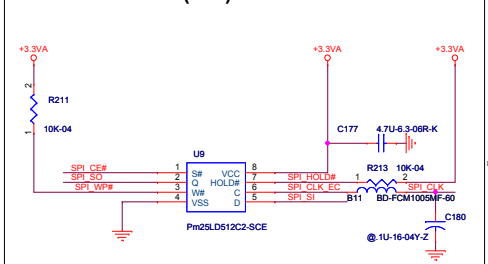 +3.3VA +3.3VA +3.3VA
2
R211
1 10K-04
C177 4.7U-6.3-06R-K
U9
R213 10K-04
SPI_CE# 1 S# VCC 8
SPI_SO 2 Q HOLD# 7 SPI_HOLD# 1 2
SPI_WP# 3 W# C 6 SPI_CLK_EC SPI_CLK
4 VSS D 5 SPI_SI B11 BD-FCM1005MF-60
Pm25LD512C2-SCE
C180
@.1U-16-04Y-Z